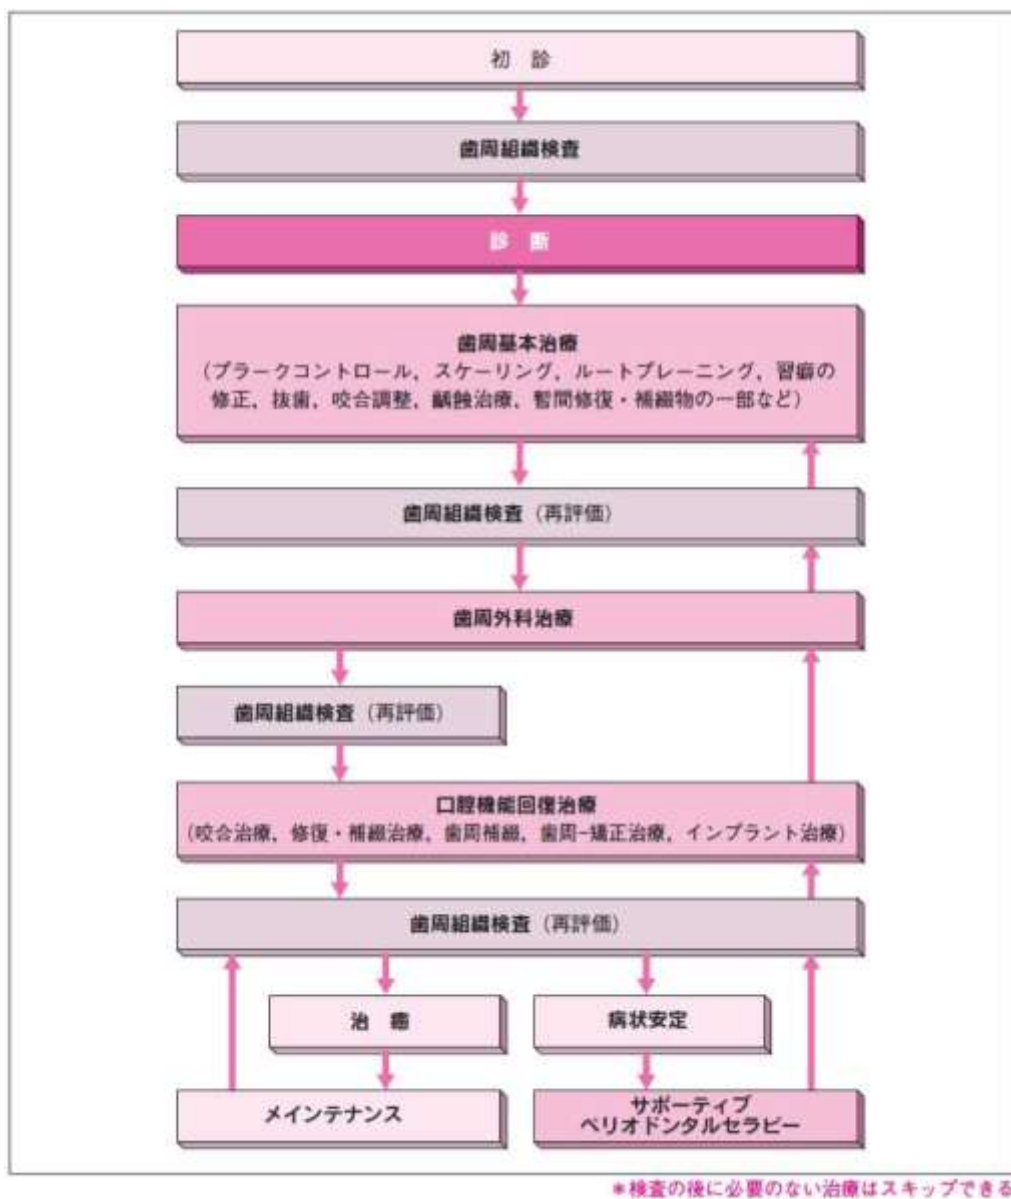 初 診
歯周組織検査
診 断
歯周基本治療
（プラークコントロール、スケーリング、ルートプレーニング、習癖の
修正、抜歯、咬合調整、齲蝕治療、暫間修復・補綴物の一部など）
歯周組織検査（再評価）
歯周外科治療
歯周組織検査（再評価）
口腔機能回復治療
（咬合治療、修復・補綴治療、歯周補綴、歯周-矯正治療、インプラント治療）
歯周組織検査（再評価）
治 癒
病状安定
メインテナンス
サポーティブ
ペリオドンタルセラピー
＊検査の後に必要のない治療はスキップできる